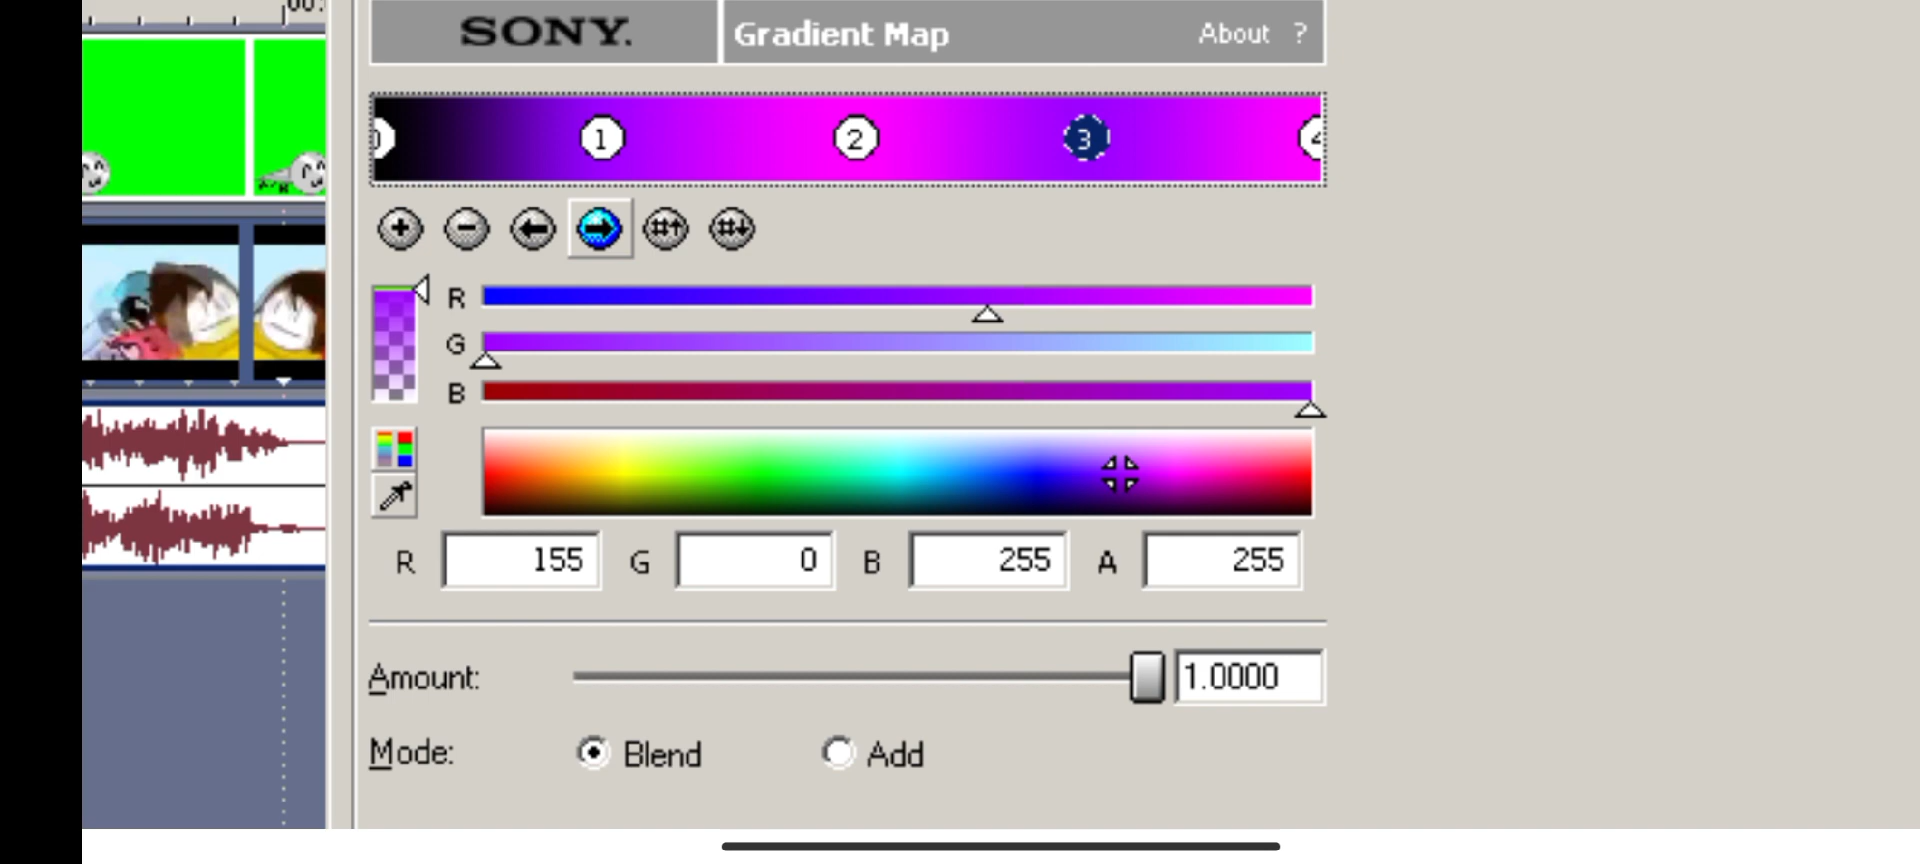 SONY. Gradient Map About ?
1 2 3
R
G
B
R 155 G 0 B 255 A 255
Amount: 1.0000
Mode: Blend Add